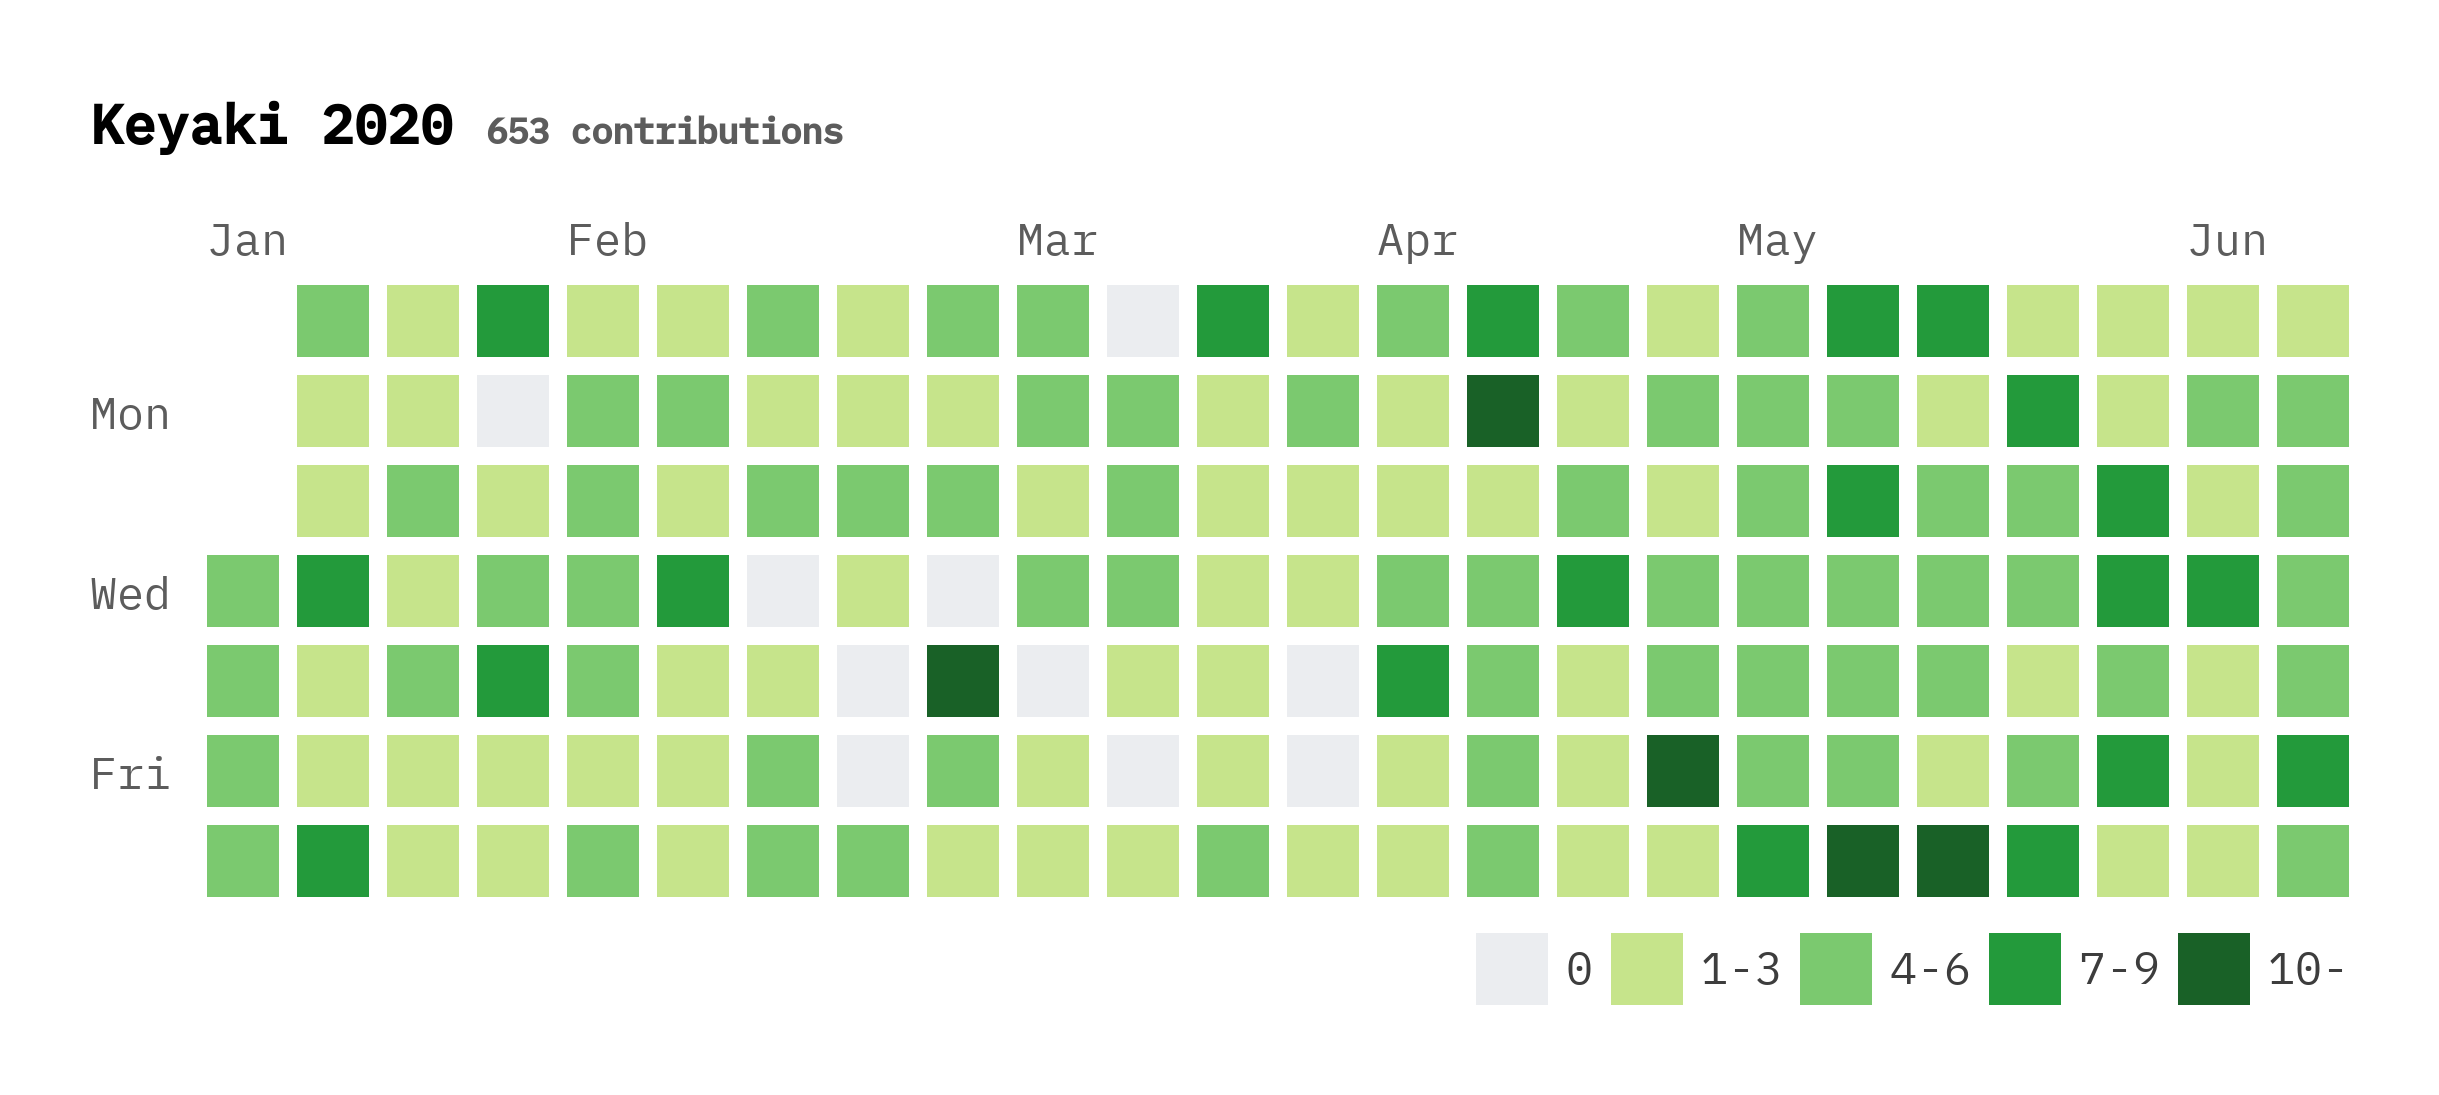 Keyaki 2020 653 contributions
Jan Feb Mar Apr May Jun
Mon
Wed
Fri
0 1-3 4-6 7-9 10-